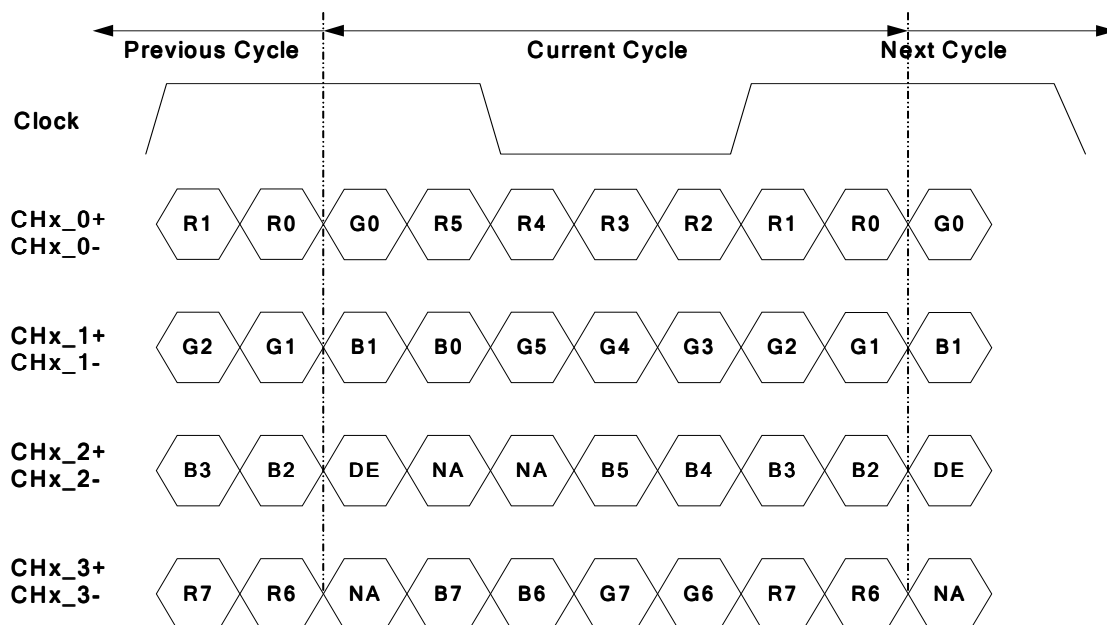 Previous Cycle Current Cycle Next Cycle
Clock
CHx_0+
CHx_0-
R1 R0 G0 R5 R4 R3 R2 R1 R0 G0
CHx_1+
CHx_1-
G2 G1 B1 B0 G5 G4 G3 G2 G1 B1
CHx_2+
CHx_2-
B3 B2 DE NA NA B5 B4 B3 B2 DE
CHx_3+
CHx_3-
R7 R6 NA B7 B6 G7 G6 R7 R6 NA